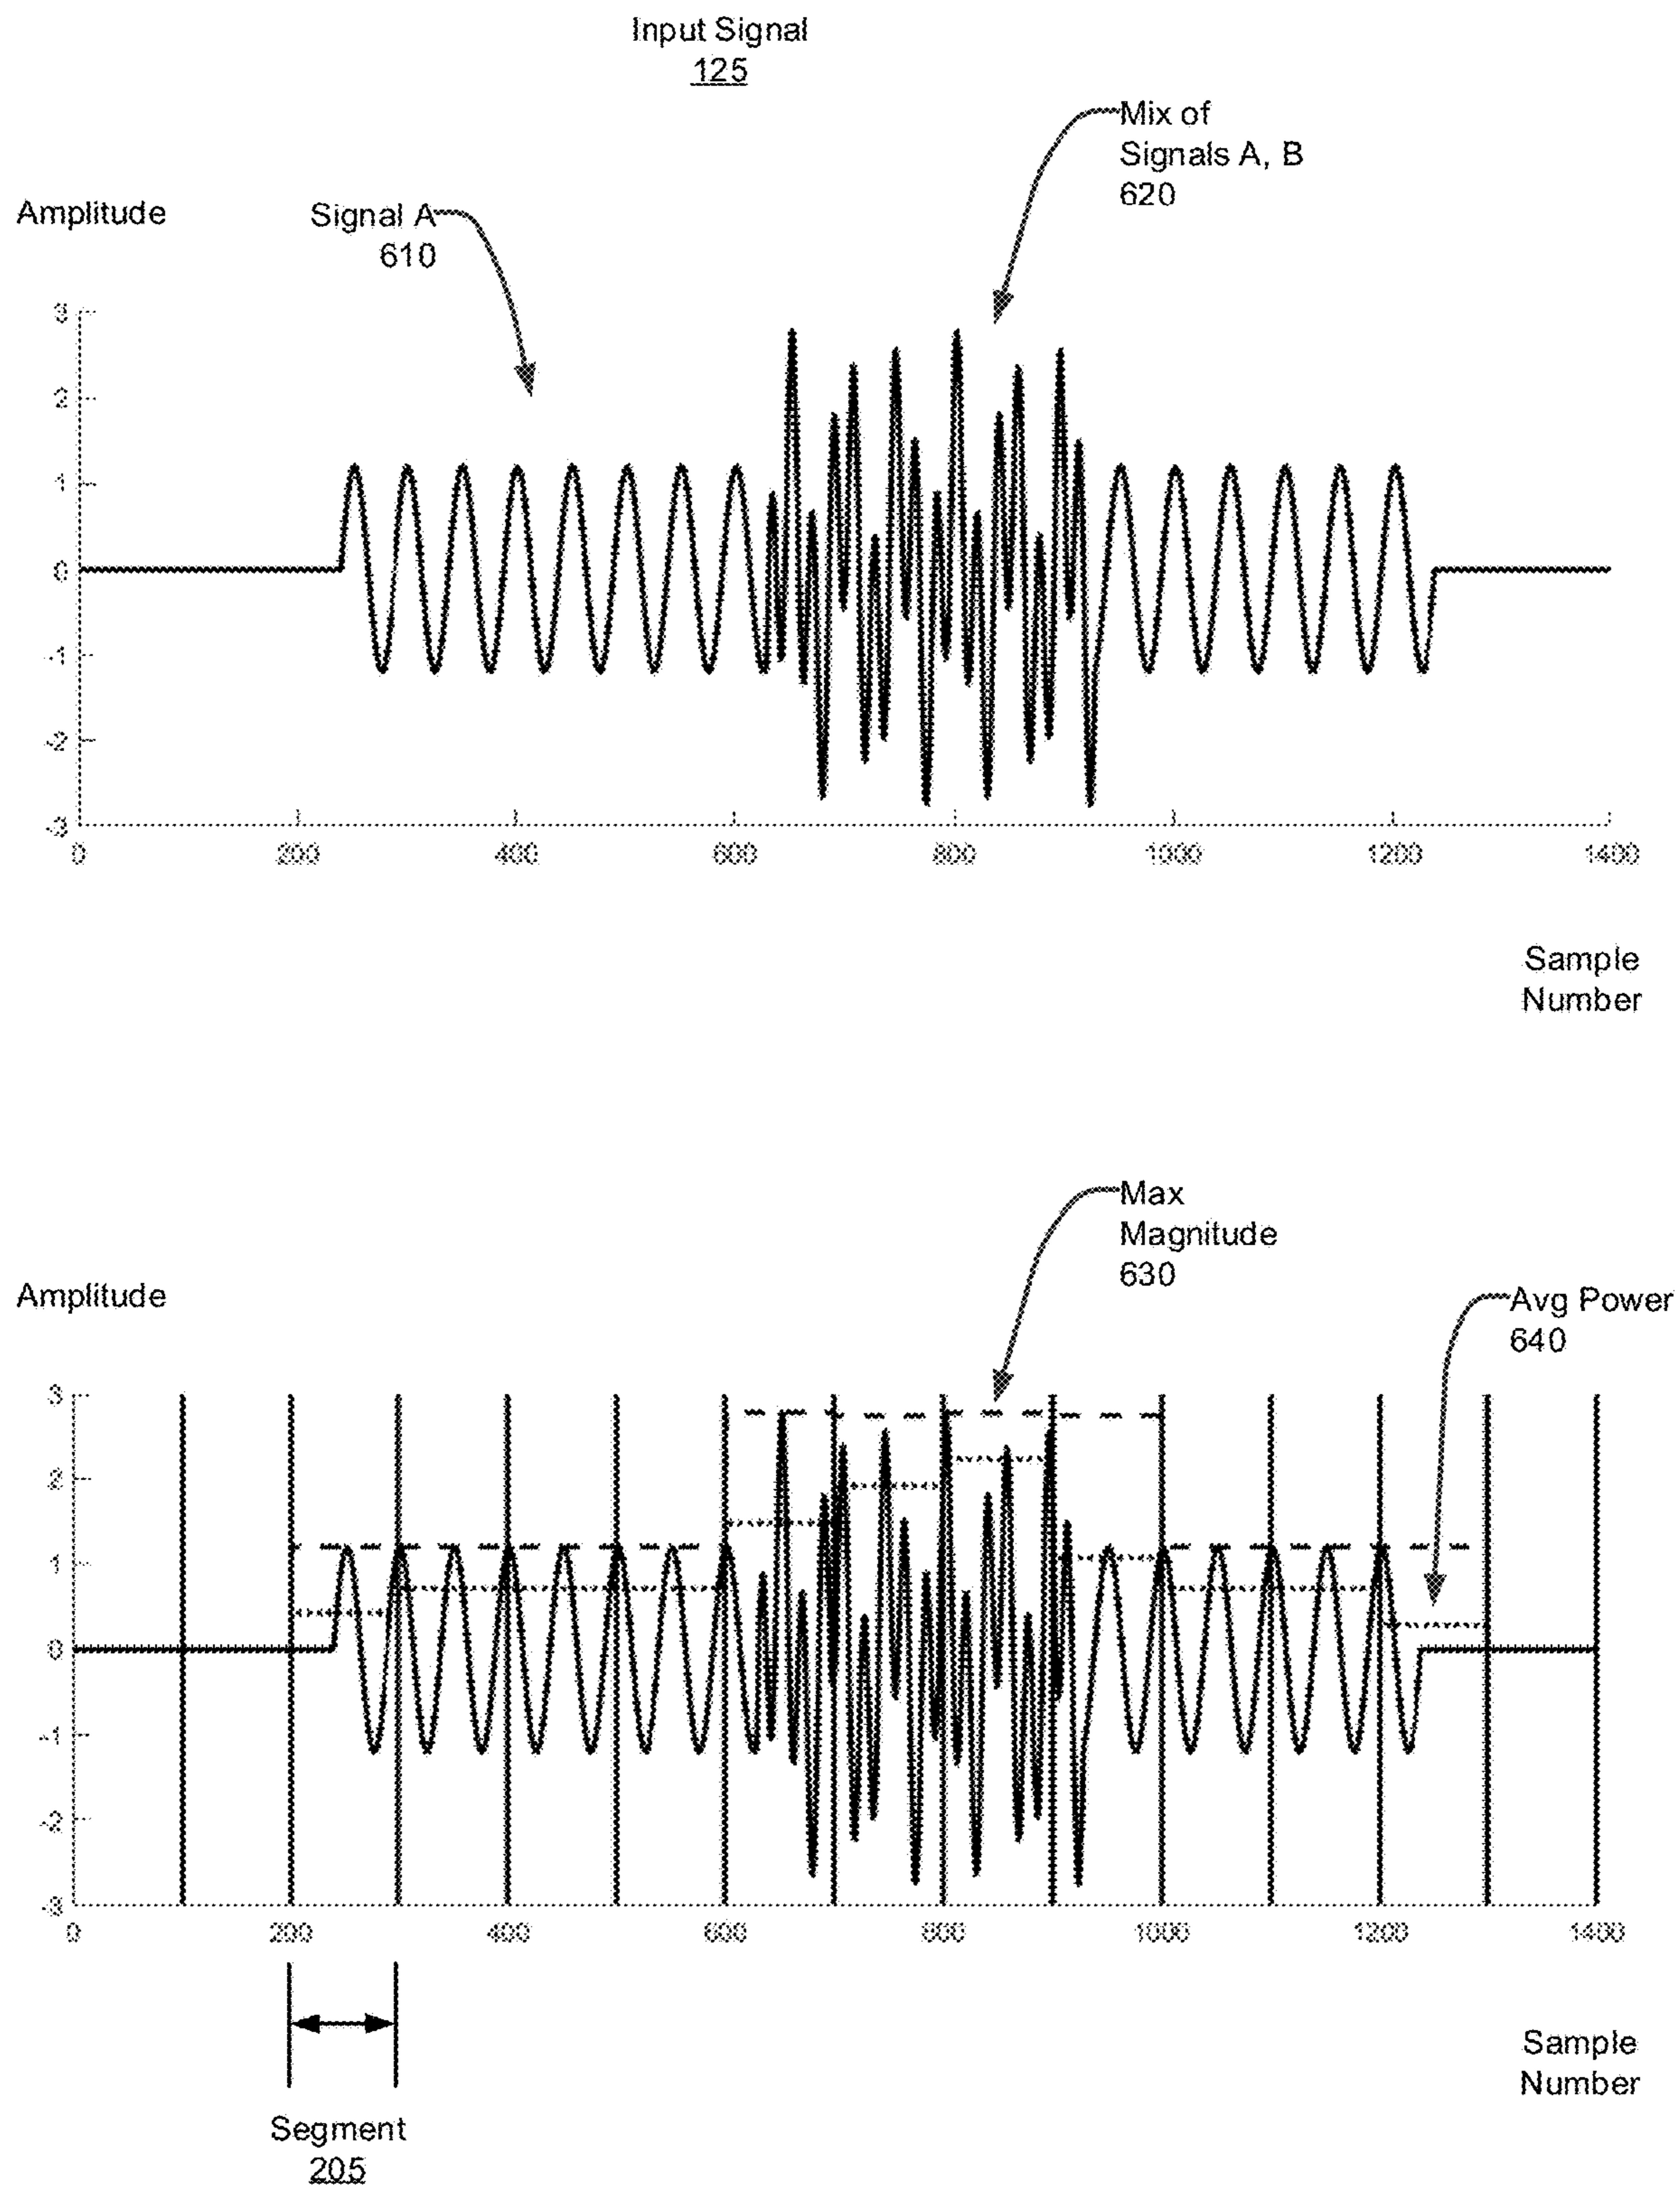 Input Signal
125
Mix of
Signals A, B
620
Amplitude
Signal A
610
3
2
1
0
-1
-2
-3
0 200 400 600 800 1000 1200 1400
Sample
Number
Max
Magnitude
630
Amplitude
Avg Power
640
3
2
1
0
-1
-2
-3
0 200 400 600 800 1000 1200 1400
Sample
Number
Segment
205